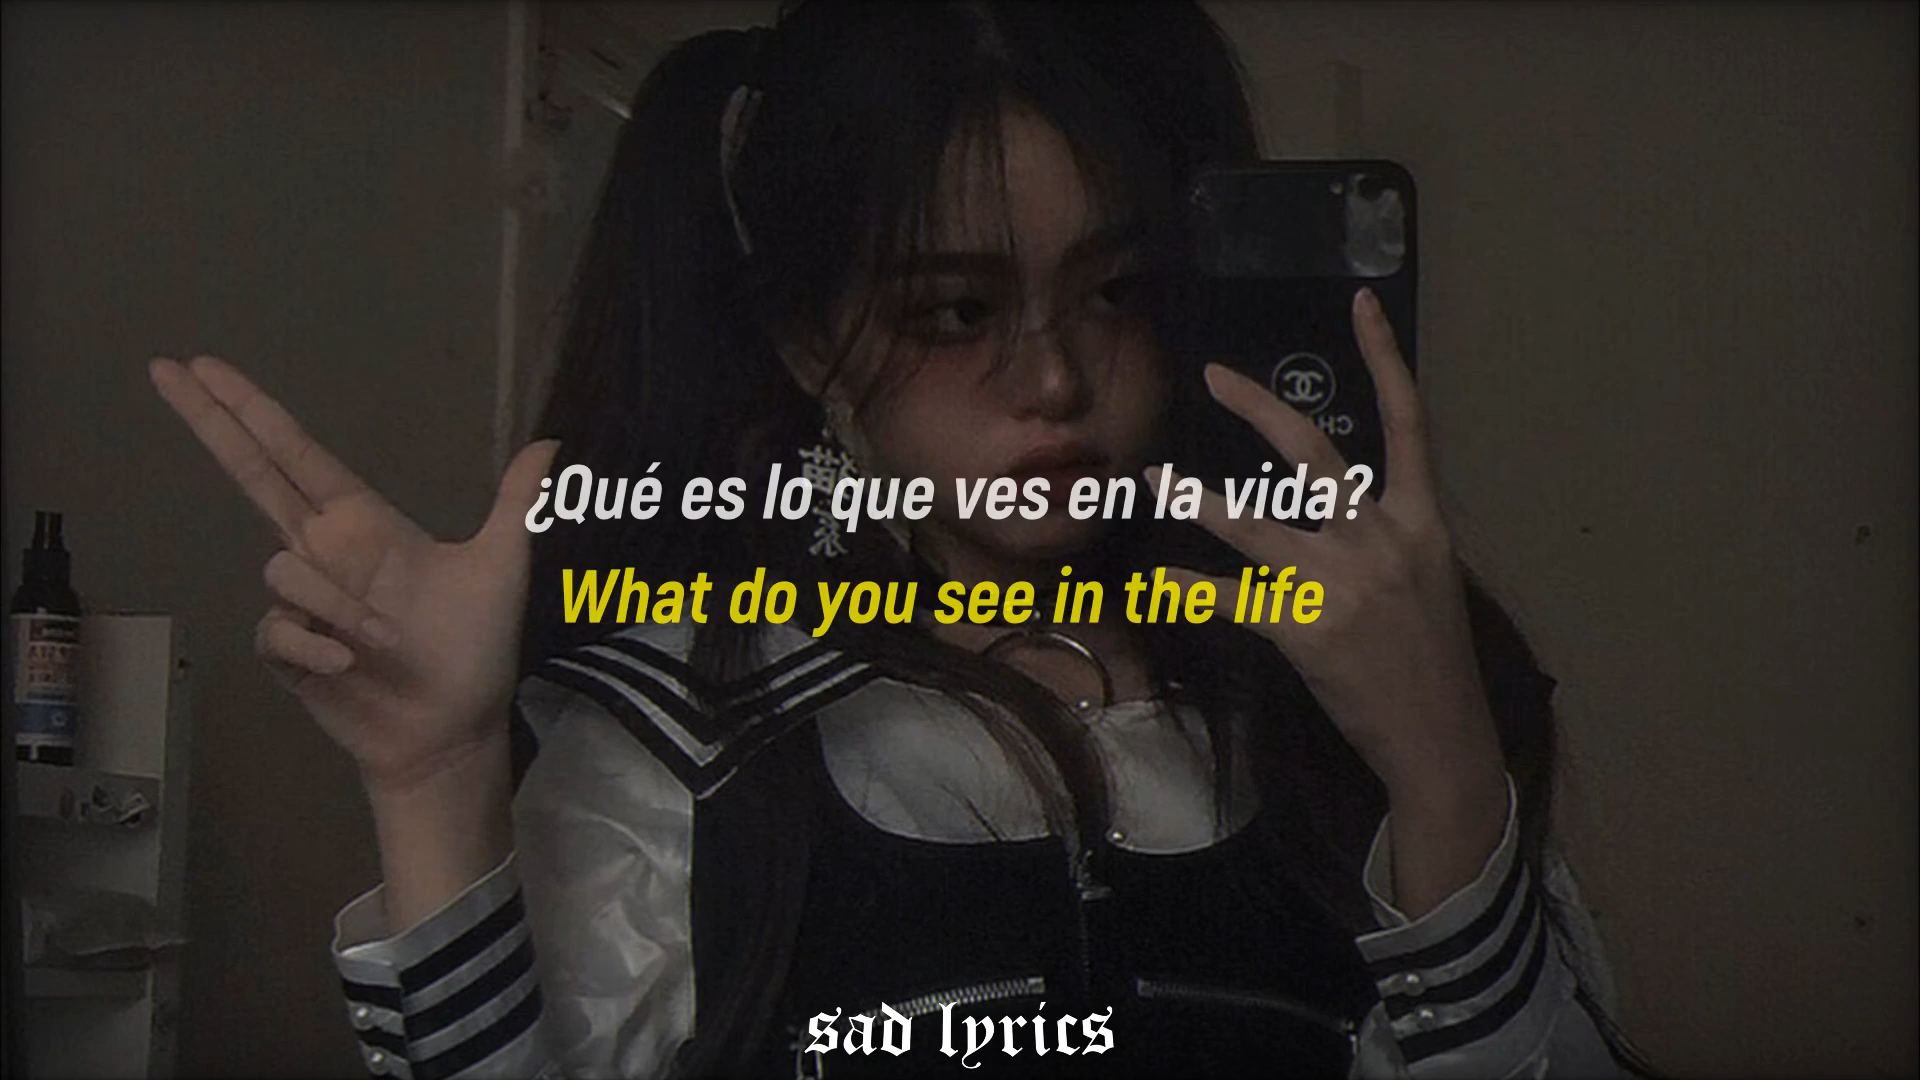 ¿Qué es lo que ves en la vida?
What do you see in the life
sad lyrics